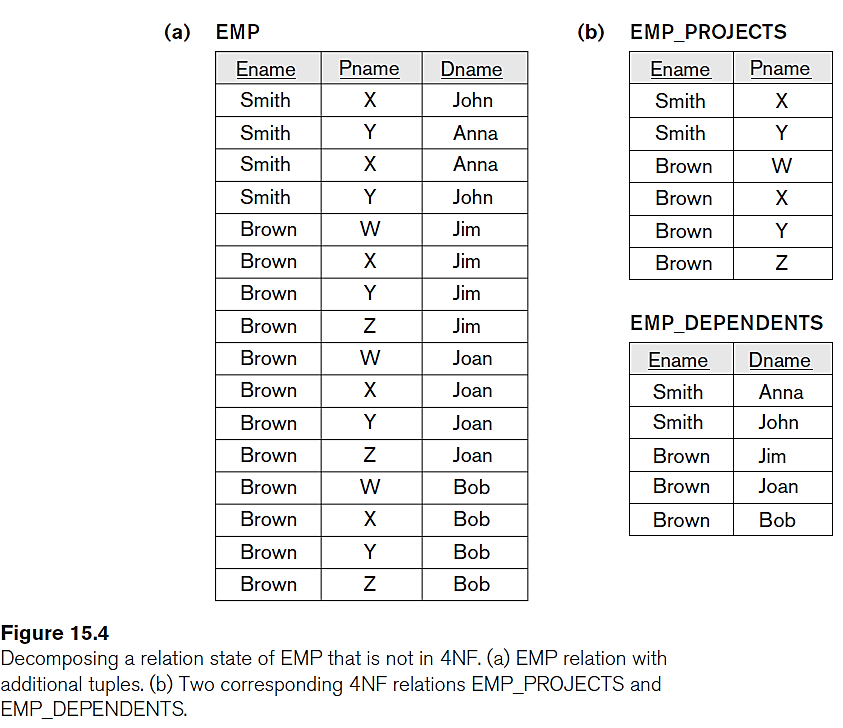 (a) EMP
Ename Pname Dname
Smith X John
Smith Y Anna
Smith X Anna
Smith Y John
Brown W Jim
Brown X Jim
Brown Y Jim
Brown Z Jim
Brown W Joan
Brown X Joan
Brown Y Joan
Brown Z Joan
Brown W Bob
Brown X Bob
Brown Y Bob
Brown Z Bob
(b) EMP_PROJECTS
Ename Pname
Smith X
Smith Y
Brown W
Brown X
Brown Y
Brown Z
EMP_DEPENDENTS
Ename Dname
Smith Anna
Smith John
Brown Jim
Brown Joan
Brown Bob
Figure 15.4
Decomposing a relation state of EMP that is not in 4NF. (a) EMP relation with
additional tuples. (b) Two corresponding 4NF relations EMP_PROJECTS and
EMP_DEPENDENTS.